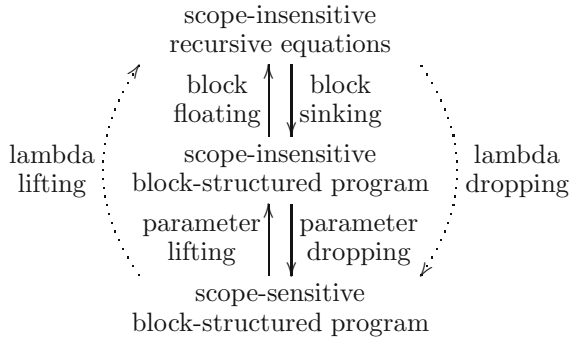 scope-insensitive
recursive equations
block
floating
block
sinking
lambda
lifting
scope-insensitive
block-structured program
lambda
dropping
parameter
lifting
parameter
dropping
scope-sensitive
block-structured program